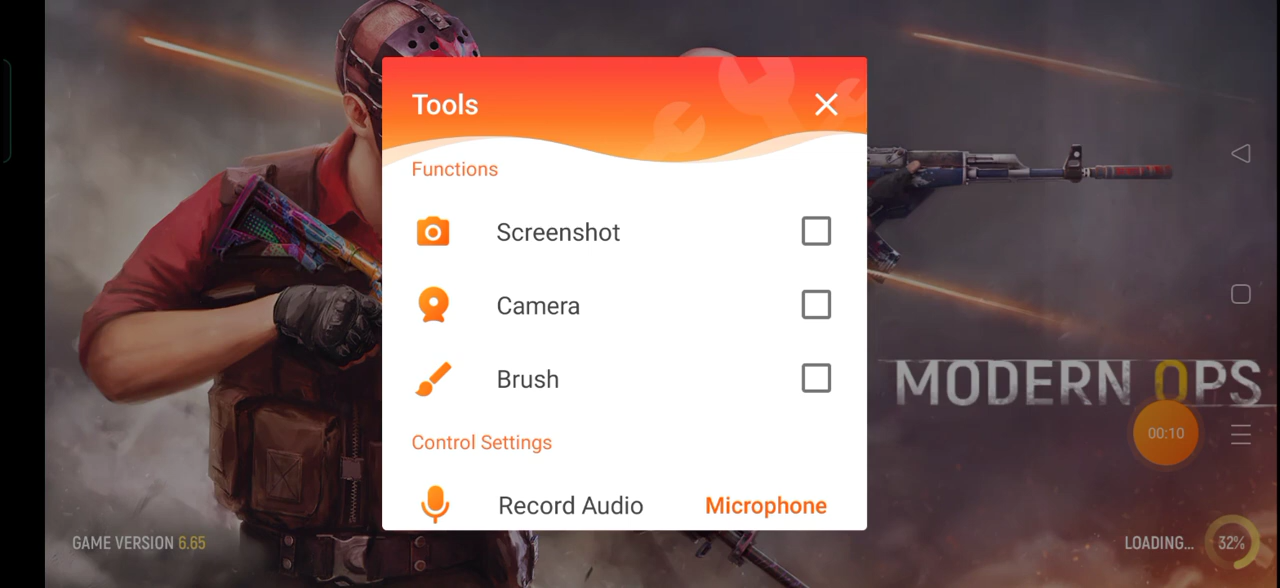 Tools
Functions
Screenshot
Camera
Brush
Control Settings
Record Audio Microphone
MODERN OPS
00:10
GAME VERSION 6.65
LOADING... 32%